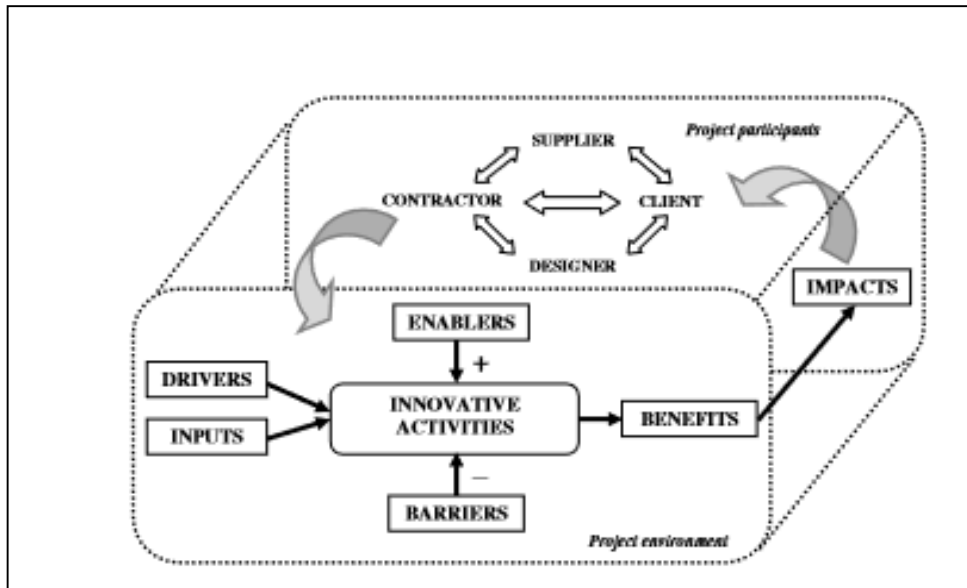 Project participants
SUPPLIER
CONTRACTOR
CLIENT
DESIGNER
IMPACTS
ENABLERS
+
DRIVERS
INNOVATIVE
ACTIVITIES
BENEFITS
INPUTS
−
BARRIERS
Project environment